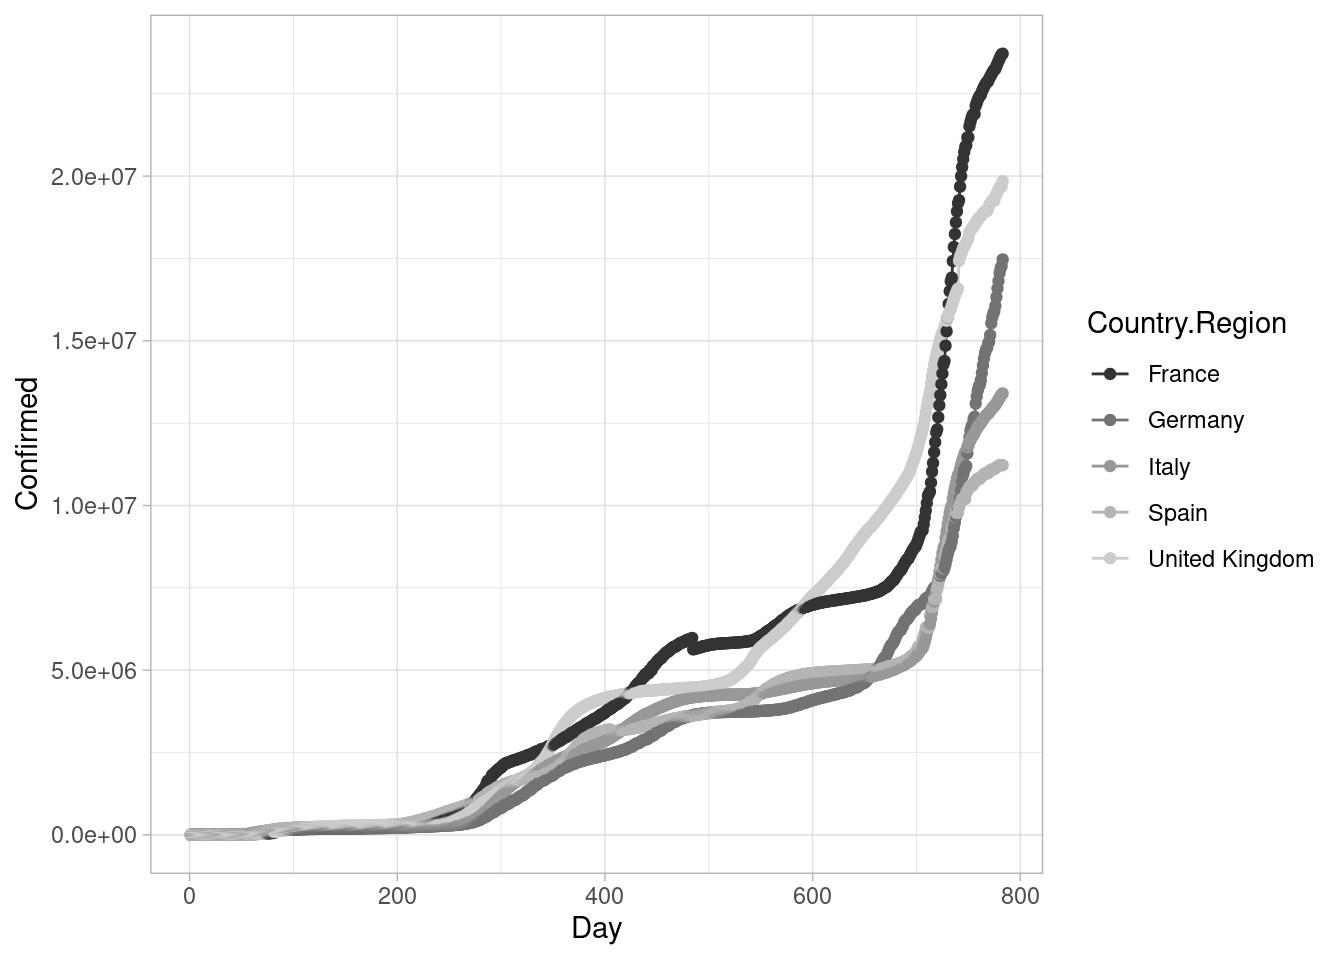 2.0e+07
1.5e+07
1.0e+07
5.0e+06
0.0e+00
Confirmed
0 200 400 600 800
Day
Country.Region
France
Germany
Italy
Spain
United Kingdom